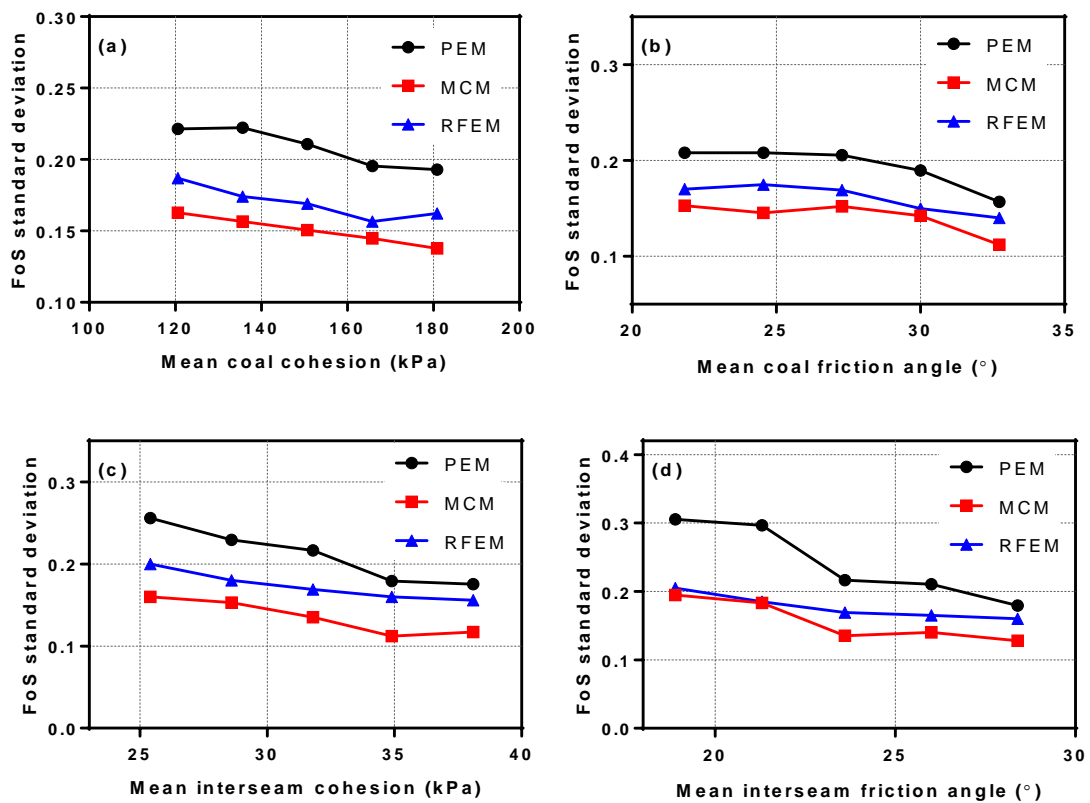 (a)
PEM
MCM
RFEM
0.30
0.25
0.20
0.15
0.10
FoS standard deviation
100 120 140 160 180 200
Mean coal cohesion (kPa)
(b)
PEM
MCM
RFEM
0.3
0.2
0.1
FoS standard deviation
20 25 30 35
Mean coal friction angle (°)
(c)
PEM
MCM
RFEM
0.3
0.2
0.1
0.0
FoS standard deviation
25 30 35 40
Mean interseam cohesion (kPa)
(d)
PEM
MCM
RFEM
0.4
0.3
0.2
0.1
0.0
FoS standard deviation
20 25 30
Mean interseam friction angle (°)